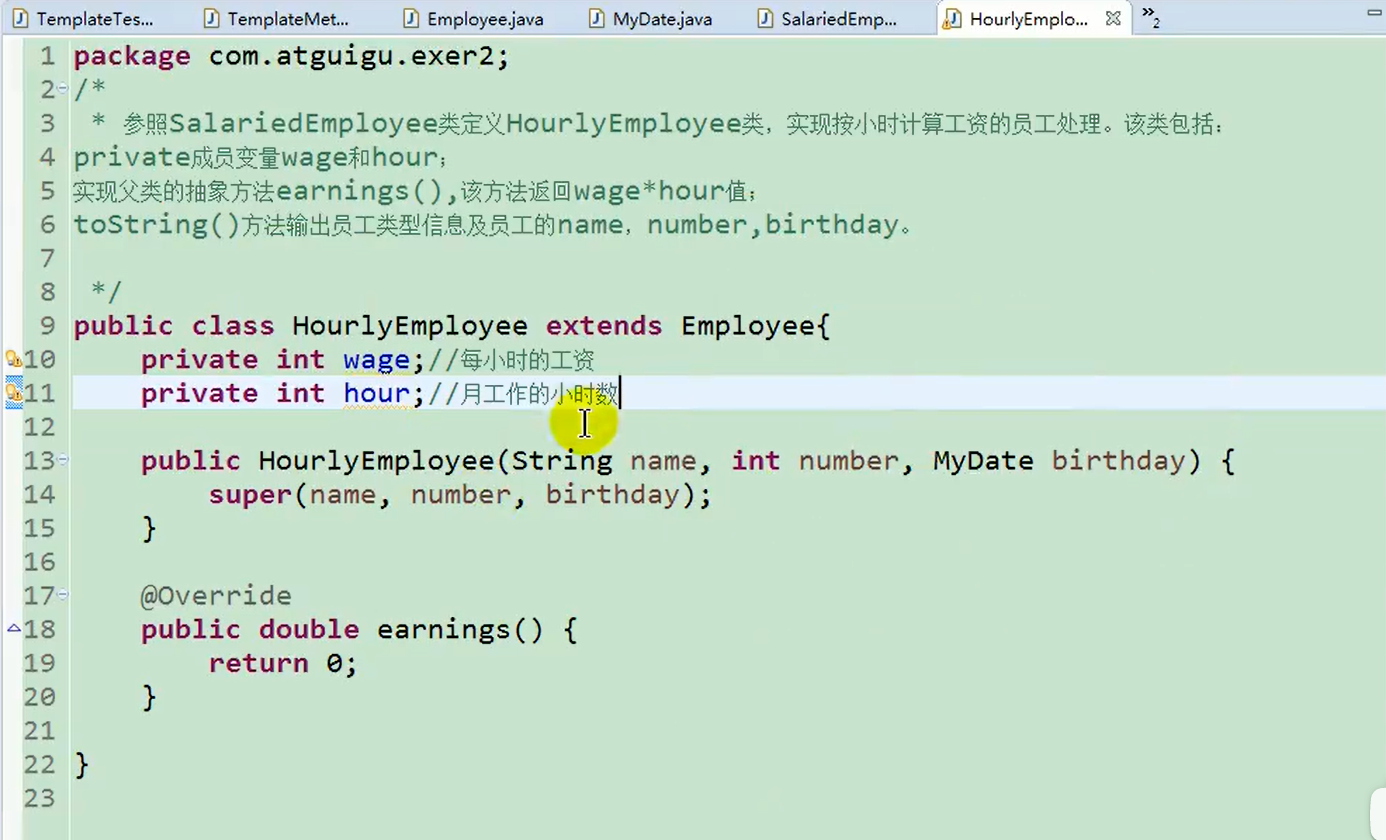 TemplateTes... TemplateMet... Employee.java MyDate.java SalariedEmp... HourlyEmplo... »2
1 package com.atguigu.exer2;
2 /*
3 * 参照SalariedEmployee类定义HourlyEmployee类，实现按小时计算工资的员工处理。该类包括：
4 private成员变量wage和hour；
5 实现父类的抽象方法earnings(),该方法返回wage*hour值；
6 toString()方法输出员工类型信息及员工的name，number,birthday。
7
8 */
9 public class HourlyEmployee extends Employee{
10 private int wage;//每小时的工资
11 private int hour;//月工作的小时数
12
13 public HourlyEmployee(String name, int number, MyDate birthday) {
14 super(name, number, birthday);
15 }
16
17 @Override
18 public double earnings() {
19 return 0;
20 }
21
22 }
23